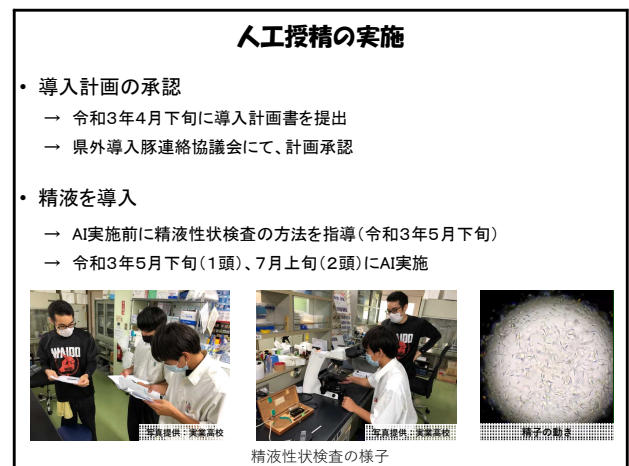 人工授精の実施
• 導入計画の承認
→ 令和3年4月下旬に導入計画書を提出
→ 県外導入豚連絡協議会にて、計画承認
• 精液を導入
→ AI実施前に精液性状検査の方法を指導(令和3年5月下旬)
→ 令和3年5月下旬(1頭)、7月上旬(2頭)にAI実施
WAIDO
写真提供:実業高校
WAIDO
写真提供:実業高校
精子の動き
精液性状検査の様子